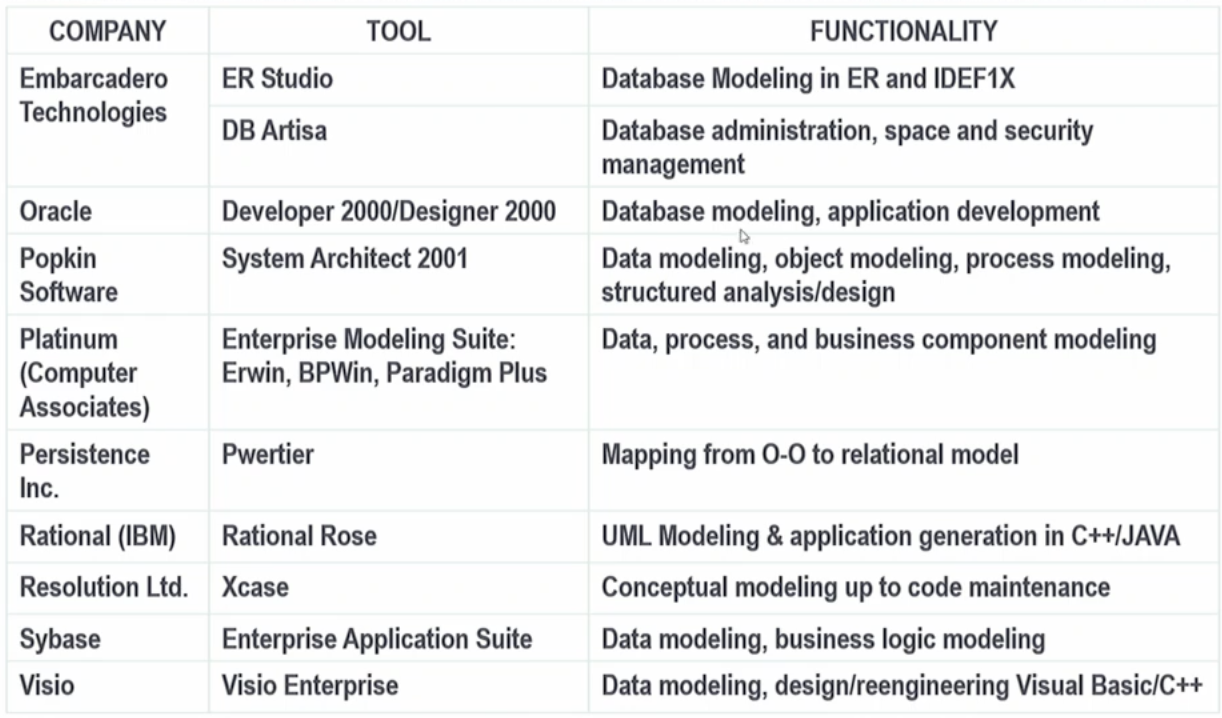 COMPANY TOOL FUNCTIONALITY
Embarcadero Technologies
ER Studio
Database Modeling in ER and IDEF1X
DB Artisa
Database administration, space and security
management
Oracle
Developer 2000/Designer 2000
Database modeling, application development
Popkin
Software
System Architect 2001
Data modeling, object modeling, process modeling,
structured analysis/design
Platinum
(Computer
Associates)
Enterprise Modeling Suite:
Erwin, BPWin, Paradigm Plus
Data, process, and business component modeling
Persistence
Inc.
Pwertier
Mapping from O-O to relational model
Rational (IBM)
Rational Rose
UML Modeling & application generation in C++/JAVA
Resolution Ltd.
Xcase
Conceptual modeling up to code maintenance
Sybase
Enterprise Application Suite
Data modeling, business logic modeling
Visio
Visio Enterprise
Data modeling, design/reengineering Visual Basic/C++